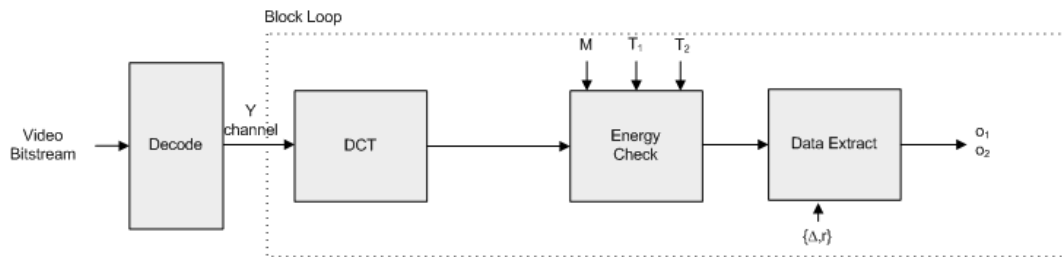 Block Loop
M T₁ T₂
Video
Bitstream
Decode
Y
channel
DCT
Energy
Check
Data Extract
o₁
o₂
{Δ,r}